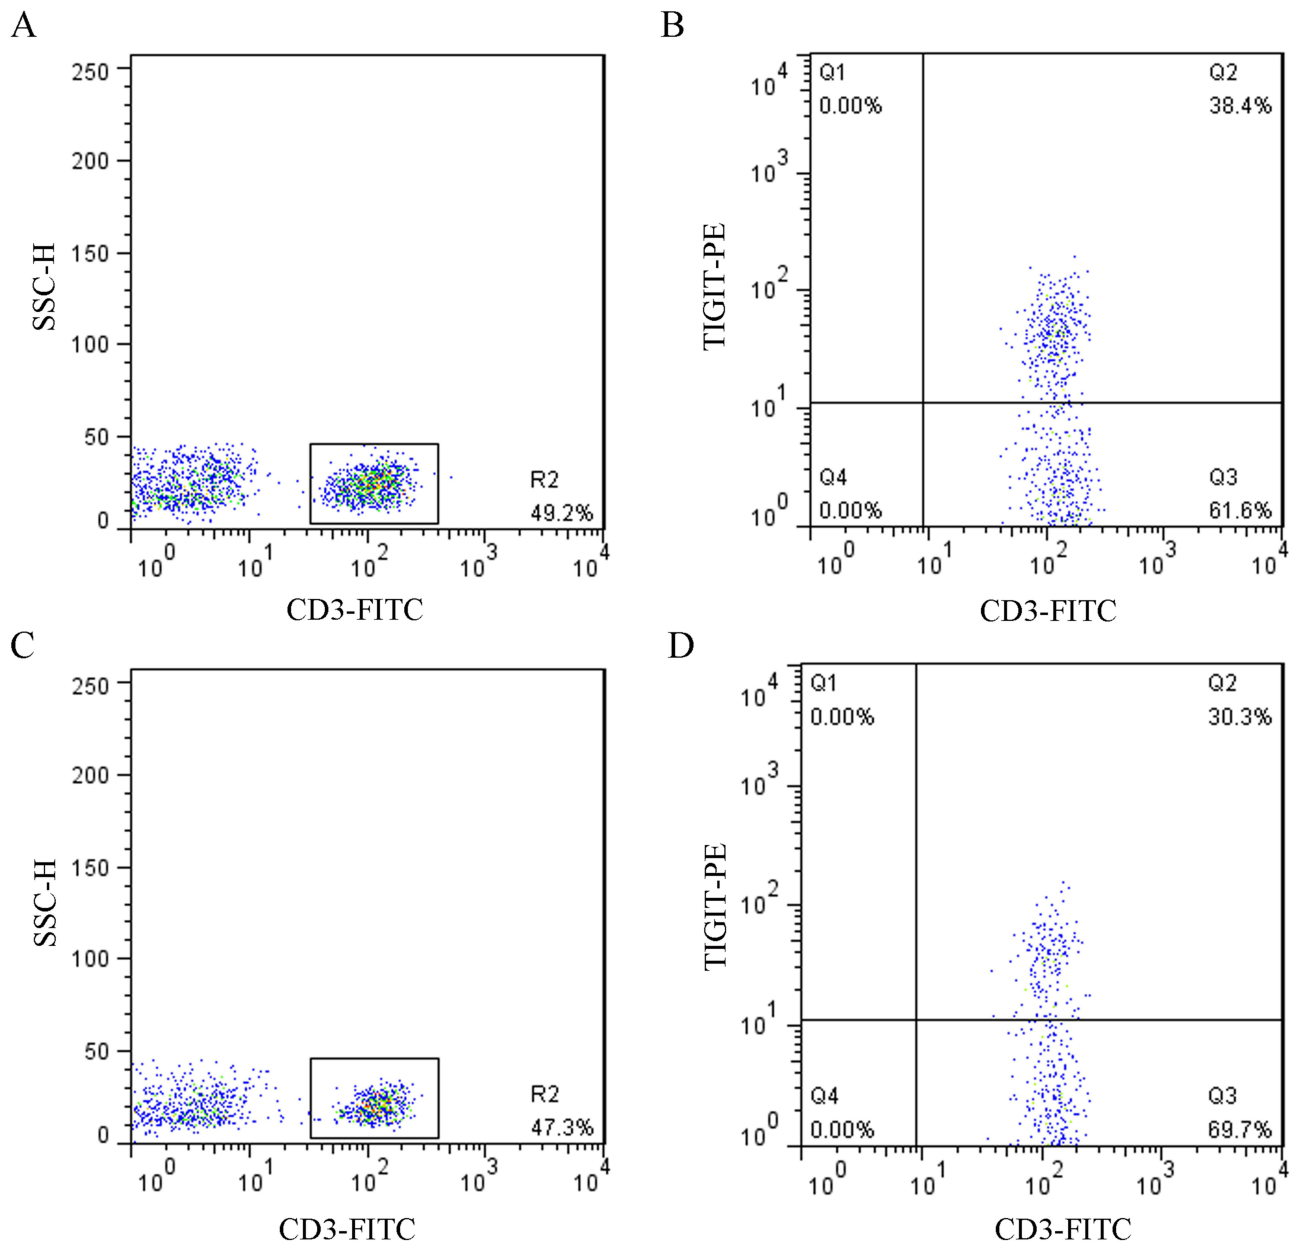 A
250
200
150
100
50
0
SSC-H
R2
49.2%
10^0 10^1 10^2 10^3 10^4
CD3-FITC
B
10^4
10^3
10^2
10^1
10^0
TIGIT-PE
Q1
0.00%
Q2
38.4%
Q4
0.00%
Q3
61.6%
10^0 10^1 10^2 10^3 10^4
CD3-FITC
C
250
200
150
100
50
0
SSC-H
R2
47.3%
10^0 10^1 10^2 10^3 10^4
CD3-FITC
D
10^4
10^3
10^2
10^1
10^0
TIGIT-PE
Q1
0.00%
Q2
30.3%
Q4
0.00%
Q3
69.7%
10^0 10^1 10^2 10^3 10^4
CD3-FITC